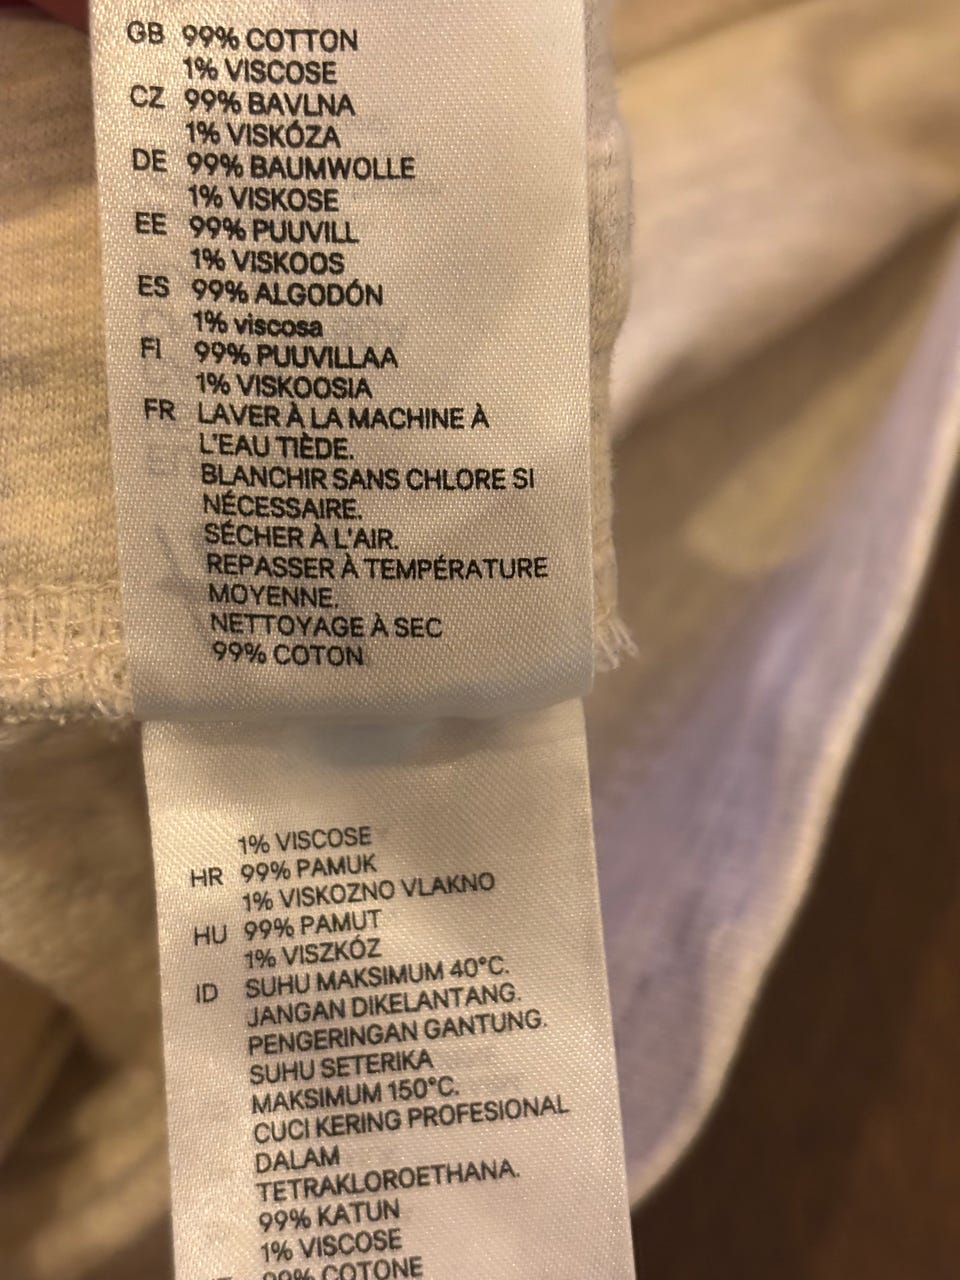 GB 99% COTTON
1% VISCOSE
CZ 99% BAVLNA
1% VISKÓZA
DE 99% BAUMWOLLE
1% VISKOSE
EE 99% PUUVILL
1% VISKOOS
ES 99% ALGODÓN
1% viscosa
FI 99% PUUVILLAA
1% VISKOOSIA
FR LAVER À LA MACHINE À
L'EAU TIÈDE.
BLANCHIR SANS CHLORE SI
NÉCESSAIRE.
SÉCHER À L'AIR.
REPASSER À TEMPÉRATURE
MOYENNE.
NETTOYAGE À SEC
99% COTON
1% VISCOSE
HR 99% PAMUK
1% VISKOZNO VLAKNO
HU 99% PAMUT
1% VISZKÓZ
ID SUHU MAKSIMUM 40°C.
JANGAN DIKELANTANG.
PENGERINGAN GANTUNG.
SUHU SETERIKA
MAKSIMUM 150°C.
CUCI KERING PROFESIONAL
DALAM
TETRAKLOROETHANA.
99% KATUN
1% VISCOSE
99% COTONE